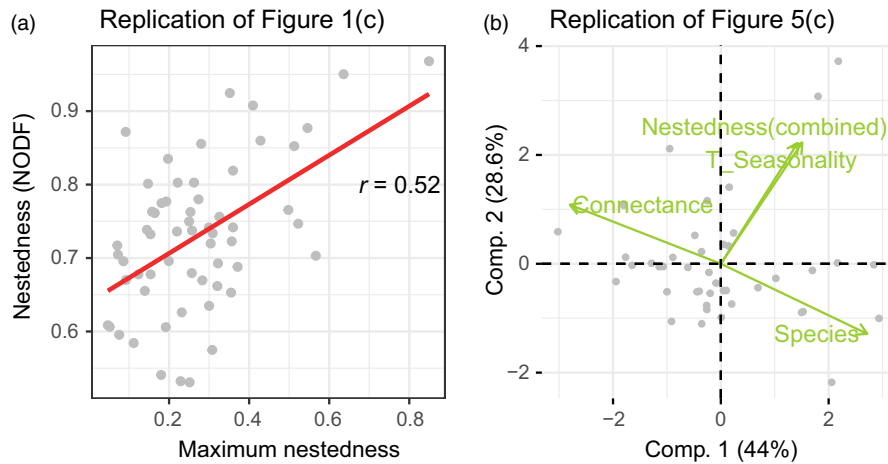 (a)
Replication of Figure 1(c)
Nestedness (NODF)
0.9
0.8
0.7
0.6
r = 0.52
0.2
0.4
0.6
0.8
Maximum nestedness
(b)
Replication of Figure 5(c)
Comp. 2 (28.6%)
4
2
0
−2
Nestedness(combined)
T_Seasonality
Connectance
Species
−2
0
2
Comp. 1 (44%)